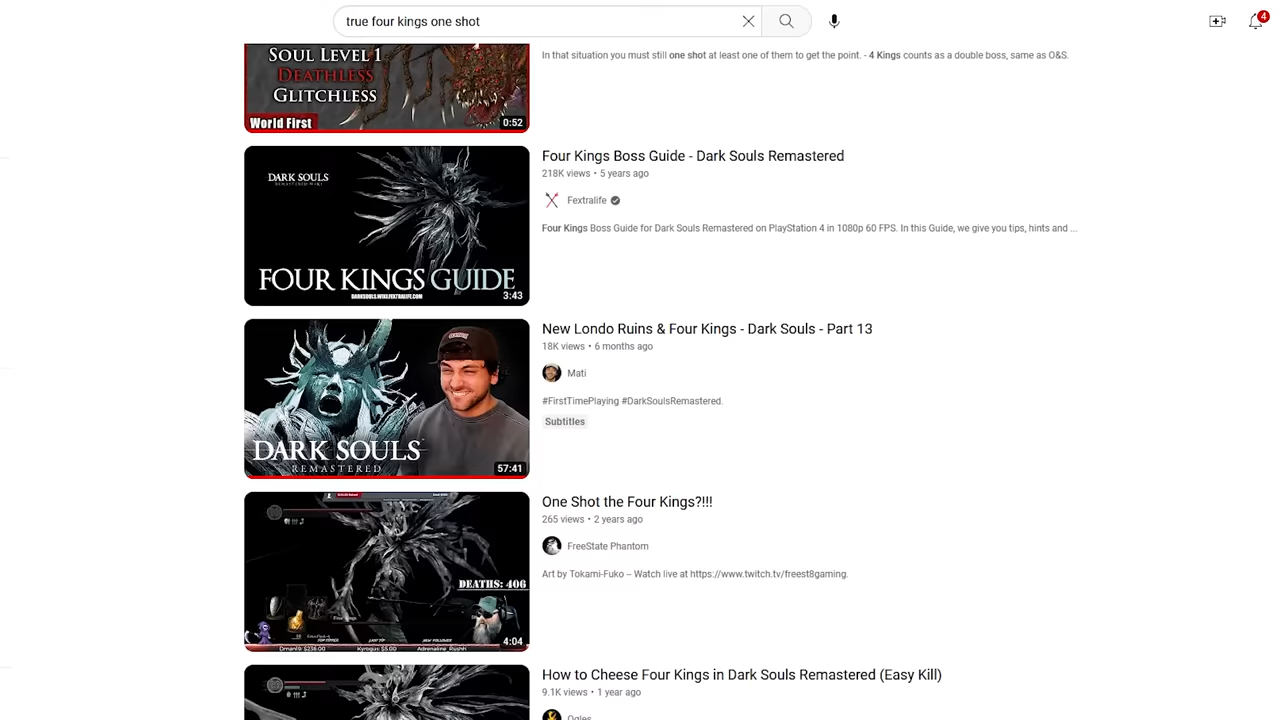 true four kings one shot
4
SOUL LEVEL 1
DEATHLESS
GLITCHLESS
World First
0:52
In that situation you must still one shot at least one of them to get the point. - 4 Kings counts as a double boss, same as O&S.
DARK SOULS
FOUR KINGS GUIDE
DARKSOULS.WIKI.FEXTRALIFE.COM
3:43
Four Kings Boss Guide - Dark Souls Remastered
218K views • 5 years ago
Fextralife
Four Kings Boss Guide for Dark Souls Remastered on PlayStation 4 in 1080p 60 FPS. In this Guide, we give you tips, hints and ...
DARK SOULS
REMASTERED
57:41
New Londo Ruins & Four Kings - Dark Souls - Part 13
18K views • 6 months ago
Mati
#FirstTimePlaying #DarkSoulsRemastered.
Subtitles
DEATHS: 406
Four Kings
4:04
One Shot the Four Kings?!!!
265 views • 2 years ago
FreeState Phantom
Art by Tokami-Fuko -- Watch live at https://www.twitch.tv/freest8gaming.
How to Cheese Four Kings in Dark Souls Remastered (Easy Kill)
9.1K views • 1 year ago
Ogles